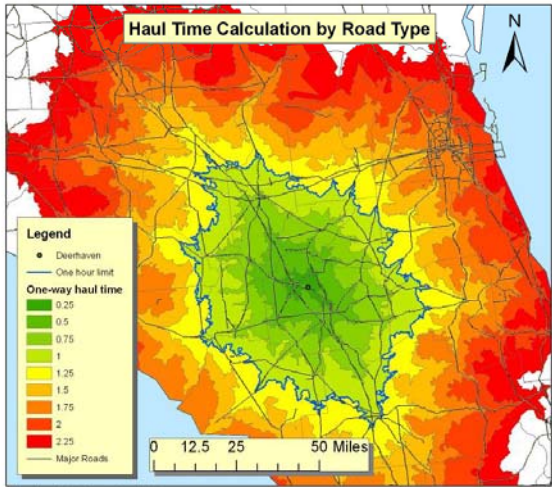 Haul Time Calculation by Road Type
N
Legend
Deerhaven
One hour limit
One-way haul time
0.25
0.5
0.75
1
1.25
1.5
1.75
2
2.25
Major Roads
0 12.5 25 50 Miles